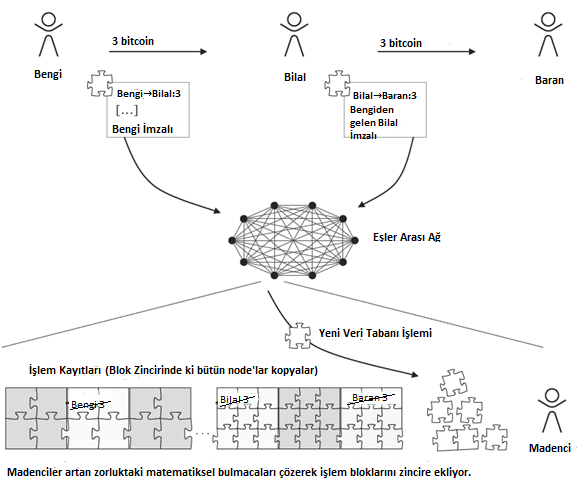 3 bitcoin
3 bitcoin
Bengi
Bilal
Baran
Bengi→Bilal:3
[...]
Bengi İmzalı
Bilal→Baran:3
Bengiden
gelen Bilal
İmzalı
Eşler Arası Ağ
Yeni Veri Tabanı İşlemi
İşlem Kayıtları (Blok Zincirinde ki bütün node'lar kopyalar)
Bengi 3
...
Bilal 3
Baran 3
Madenci
Madenciler artan zorluktaki matematiksel bulmacaları çözerek işlem bloklarını zincire ekliyor.